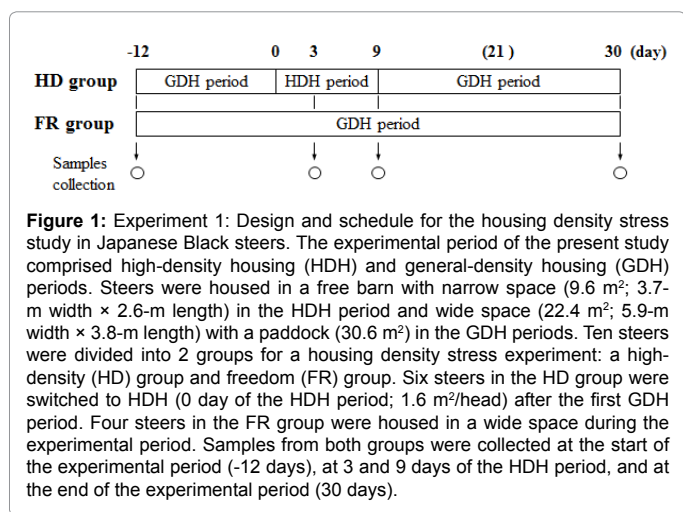 -12 0 3 9 (21 ) 30 (day)
HD group GDH period HDH period GDH period
FR group GDH period
Samples
collection
Figure 1: Experiment 1: Design and schedule for the housing density stress
study in Japanese Black steers. The experimental period of the present study
comprised high-density housing (HDH) and general-density housing (GDH)
periods. Steers were housed in a free barn with narrow space (9.6 m²; 3.7-
m width × 2.6-m length) in the HDH period and wide space (22.4 m²; 5.9-m
width × 3.8-m length) with a paddock (30.6 m²) in the GDH periods. Ten steers
were divided into 2 groups for a housing density stress experiment: a high-
density (HD) group and freedom (FR) group. Six steers in the HD group were
switched to HDH (0 day of the HDH period; 1.6 m²/head) after the first GDH
period. Four steers in the FR group were housed in a wide space during the
experimental period. Samples from both groups were collected at the start of
the experimental period (-12 days), at 3 and 9 days of the HDH period, and at
the end of the experimental period (30 days).